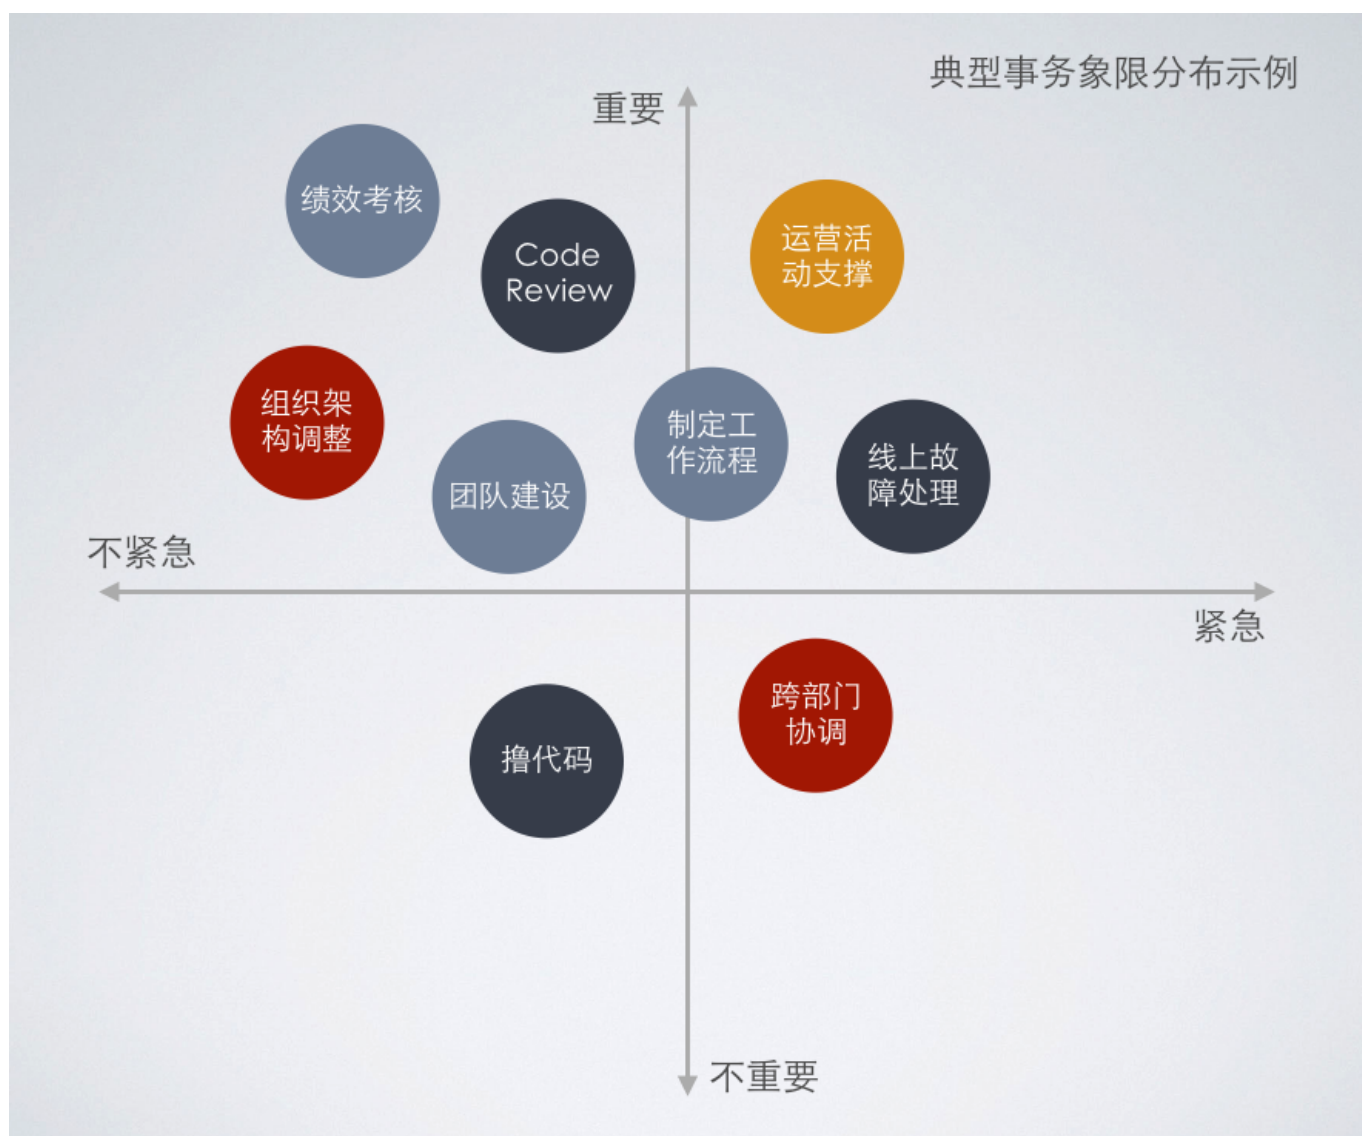 典型事务象限分布示例
重要
绩效考核
Code
Review
运营活
动支撑
组织架
构调整
团队建设
制定工
作流程
线上故
障处理
不紧急
紧急
撸代码
跨部门
协调
不重要